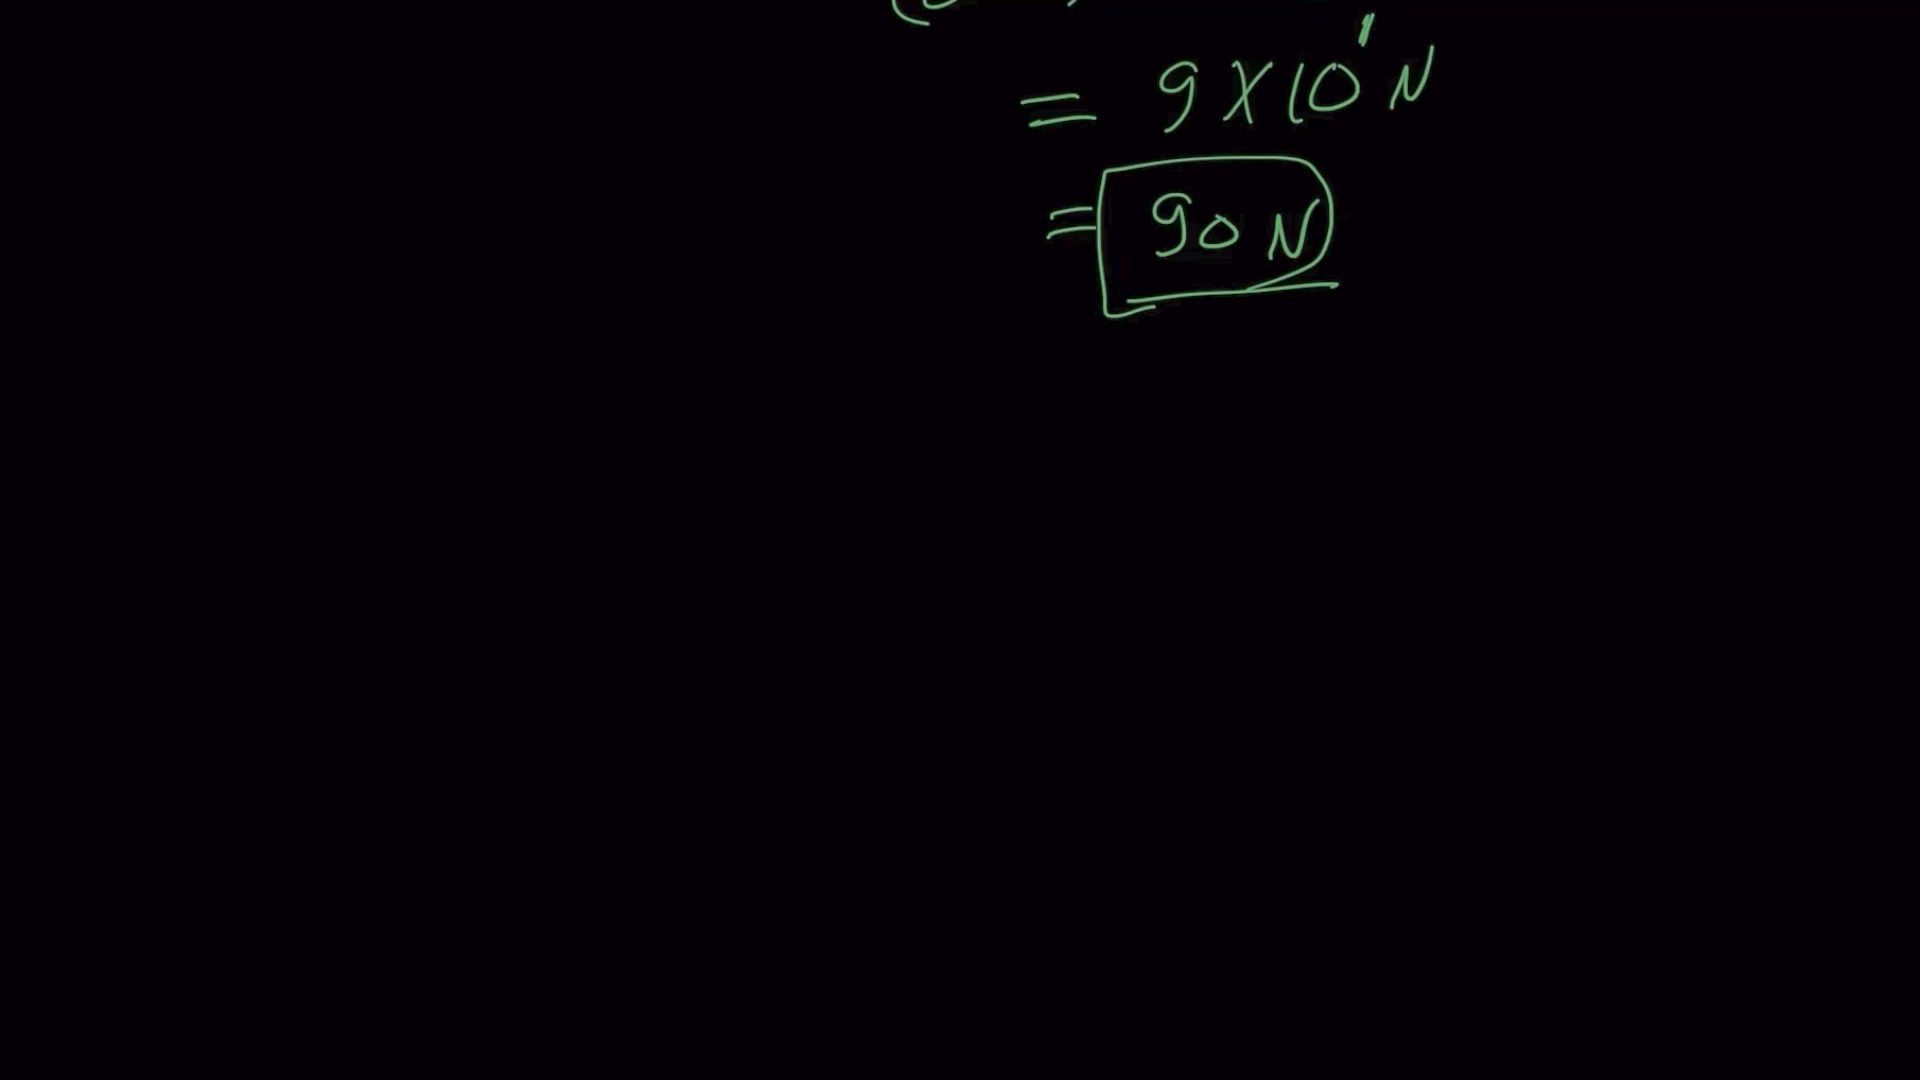 = 9 X 10¹ N
= 90 N